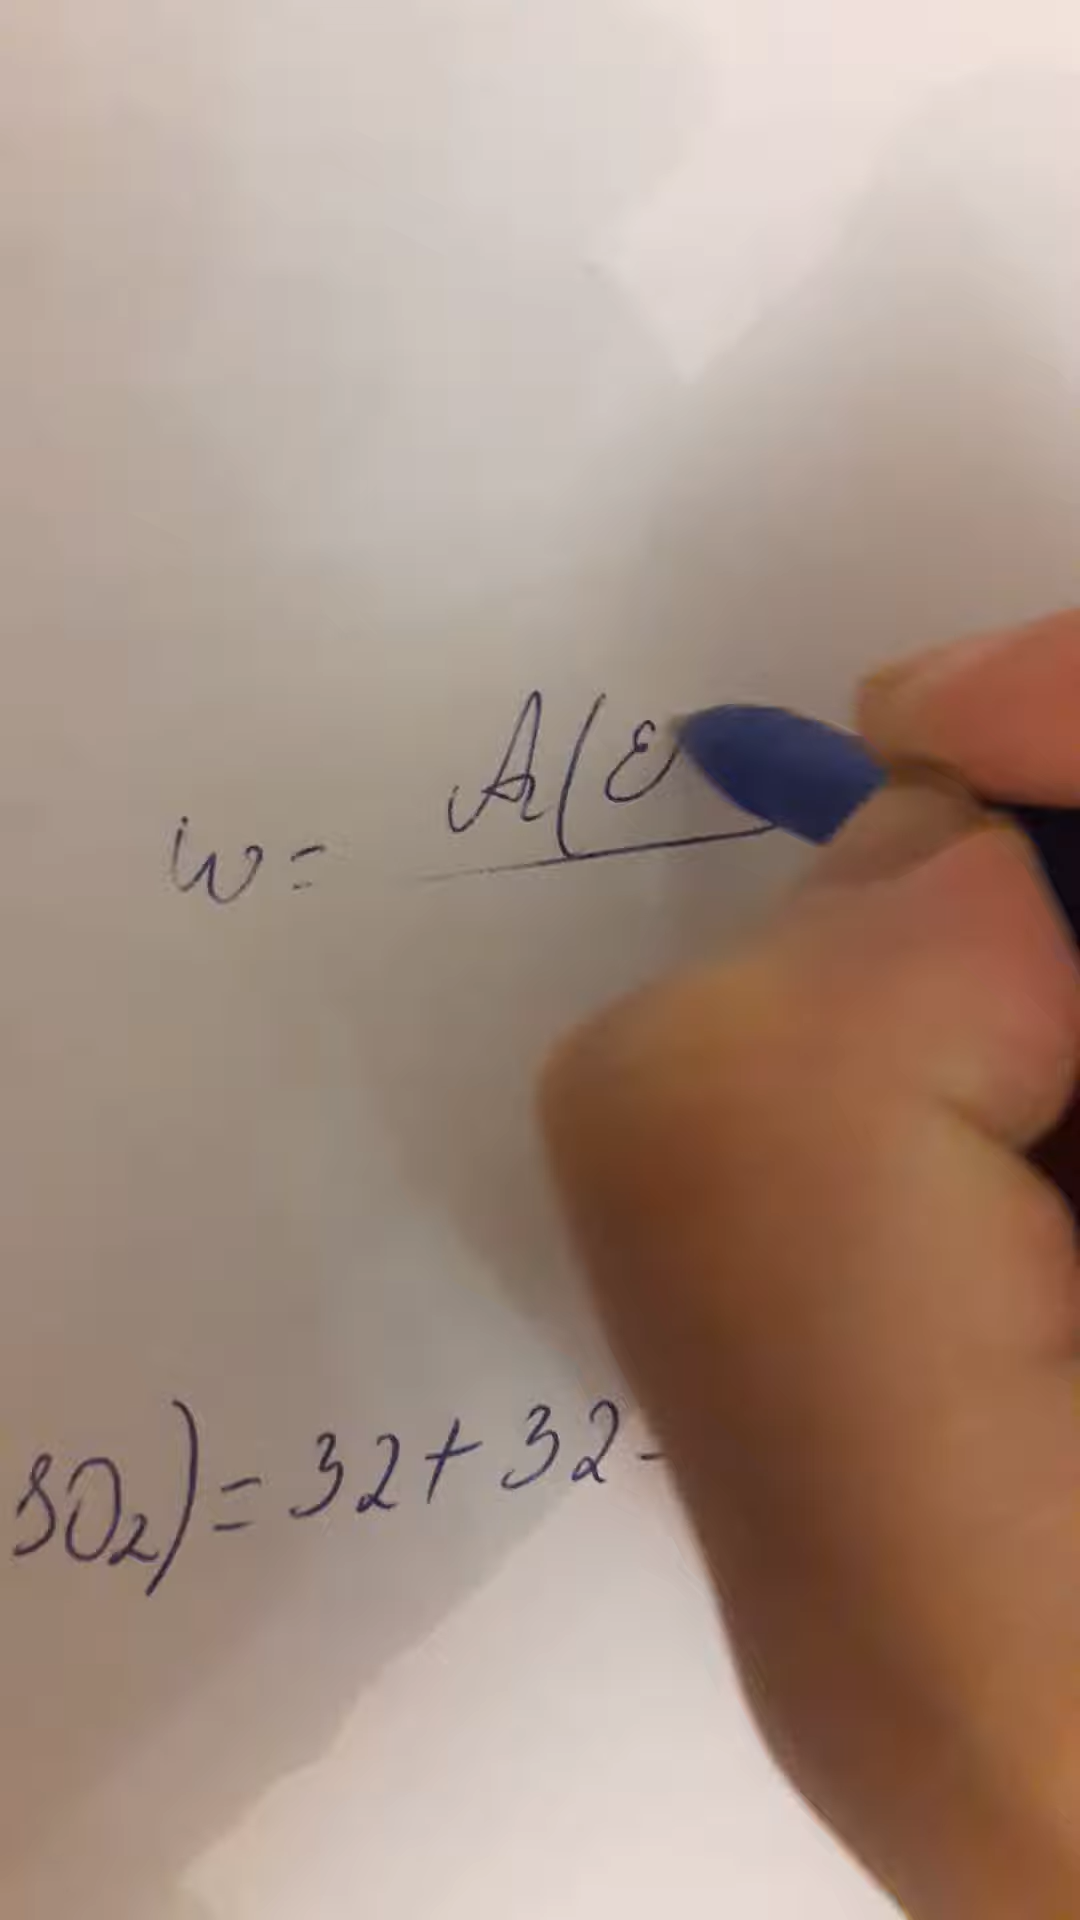 w = A(E
SO₂) = 32 + 32 -